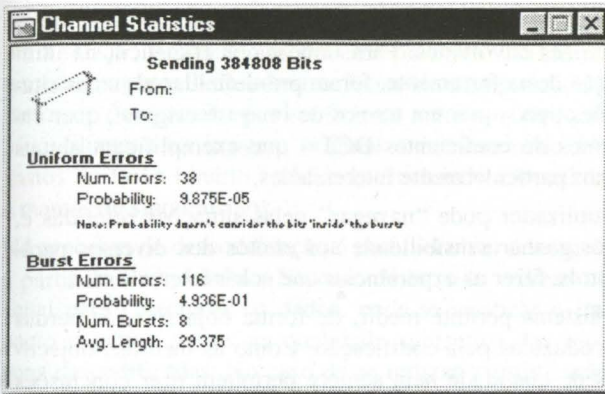 Channel Statistics
Sending 384808 Bits
From:
To:
Uniform Errors
Num. Errors: 38
Probability: 9.875E-05
Note: Probability doesn't consider the bits 'inside' the bursts
Burst Errors
Num. Errors: 116
Probability: 4.936E-01
Num. Bursts:
Avg. Length: 29.375